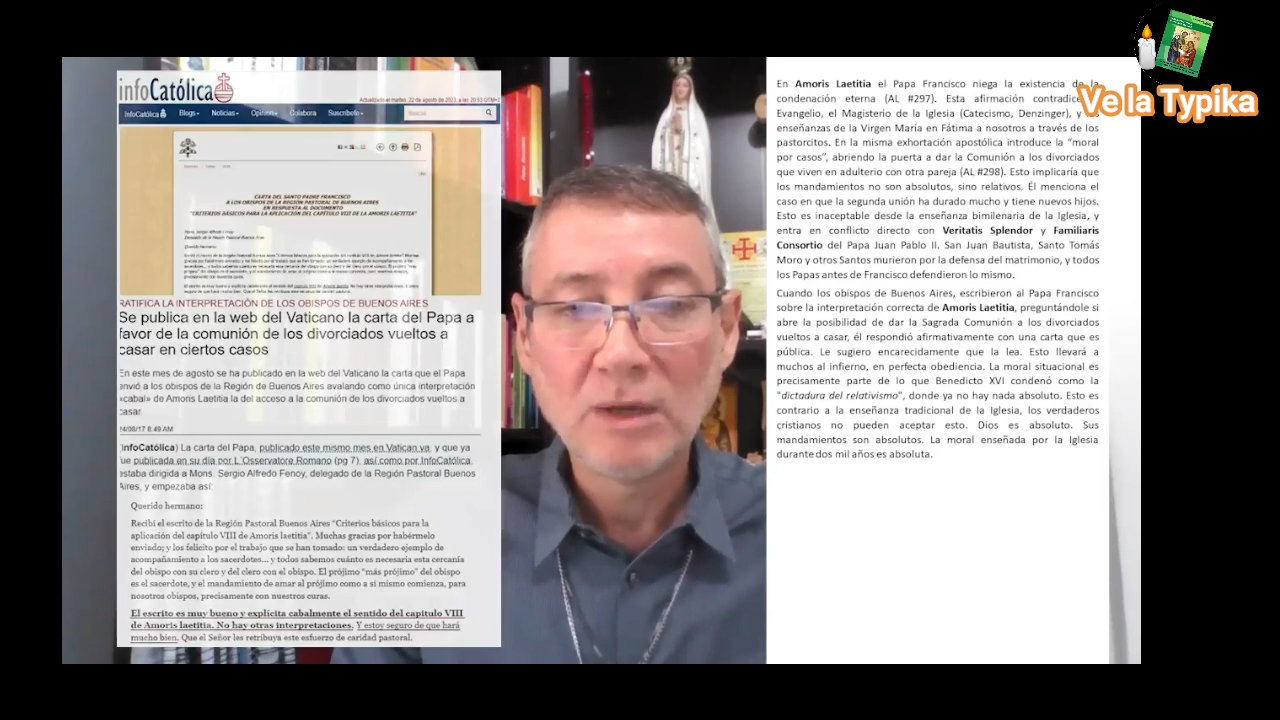 infoCatólica
Actualizado el martes, 22 de agosto de 2023, a las 20:53
InfoCatólica Blogs Noticias Opinión Colabora Suscríbete
CARTA DEL SANTO PADRE FRANCISCO
A LOS OBISPOS DE LA REGIÓN PASTORAL DE BUENOS AIRES
EN RESPUESTA AL DOCUMENTO
"CRITERIOS BÁSICOS PARA LA APLICACIÓN DEL CAPÍTULO VIII DE AMORIS LAETITIA"
RATIFICA LA INTERPRETACIÓN DE LOS OBISPOS DE BUENOS AIRES
Se publica en la web del Vaticano la carta del Papa a
favor de la comunión de los divorciados vueltos a
casar en ciertos casos
En este mes de agosto se ha publicado en la web del Vaticano la carta que el Papa
envió a los obispos de la Región de Buenos Aires avalando como única interpretación
«cabal» de Amoris Laetitia la del acceso a la comunión de los divorciados vueltos a
casar.
24/08/17 8:49 AM
(InfoCatólica) La carta del Papa, publicado este mismo mes en Vatican.va, y que ya
fue publicada en su día por L´Osservatore Romano (pg 7), así como por InfoCatólica,
estaba dirigida a Mons. Sergio Alfredo Fenoy, delegado de la Región Pastoral Buenos
Aires, y empezaba así:
Querido hermano:
Recibí el escrito de la Región Pastoral Buenos Aires "Criterios básicos para la
aplicación del capítulo VIII de Amoris laetitia". Muchas gracias por habérmelo
enviado; y los felicito por el trabajo que se han tomado: un verdadero ejemplo de
acompañamiento a los sacerdotes... y todos sabemos cuánto es necesaria esta cercanía
del obispo con su clero y del clero con el obispo. El prójimo "más prójimo" del obispo
es el sacerdote, y el mandamiento de amar al prójimo como a sí mismo comienza, para
nosotros obispos, precisamente con nuestros curas.
El escrito es muy bueno y explícita cabalmente el sentido del capitulo VIII
de Amoris laetitia. No hay otras interpretaciones. Y estoy seguro de que hará
mucho bien. Que el Señor les retribuya este esfuerzo de caridad pastoral.
Ve la Typika
En Amoris Laetitia el Papa Francisco niega la existencia de la
condenación eterna (AL #297). Esta afirmación contradice
Evangelio, el Magisterio de la Iglesia (Catecismo, Denzinger), y
enseñanzas de la Virgen María en Fátima a nosotros a través de los
pastorcitos. En la misma exhortación apostólica introduce la "moral
por casos", abriendo la puerta a dar la Comunión a los divorciados
que viven en adulterio con otra pareja (AL #298). Esto implicaría que
los mandamientos no son absolutos, sino relativos. Él menciona el
caso en que la segunda unión ha durado mucho y tiene nuevos hijos.
Esto es inaceptable desde la enseñanza bimilenaria de la Iglesia, y
entra en conflicto directo con Veritatis Splendor y Familiaris
Consortio del Papa Juan Pablo II. San Juan Bautista, Santo Tomás
Moro y otros Santos murieron por la defensa del matrimonio, y todos
los Papas antes de Francisco defendieron lo mismo.
Cuando los obispos de Buenos Aires, escribieron al Papa Francisco
sobre la interpretación correcta de Amoris Laetitia, preguntándole si
abre la posibilidad de dar la Sagrada Comunión a los divorciados
vueltos a casar, él respondió afirmativamente con una carta que es
pública. Le sugiero encarecidamente que la lea. Esto llevará a
muchos al infierno, en perfecta obediencia. La moral situacional es
precisamente parte de lo que Benedicto XVI condenó como la
"dictadura del relativismo", donde ya no hay nada absoluto. Esto es
contrario a la enseñanza tradicional de la Iglesia, los verdaderos
cristianos no pueden aceptar esto. Dios es absoluto. Sus
mandamientos son absolutos. La moral enseñada por la Iglesia
durante dos mil años es absoluta.